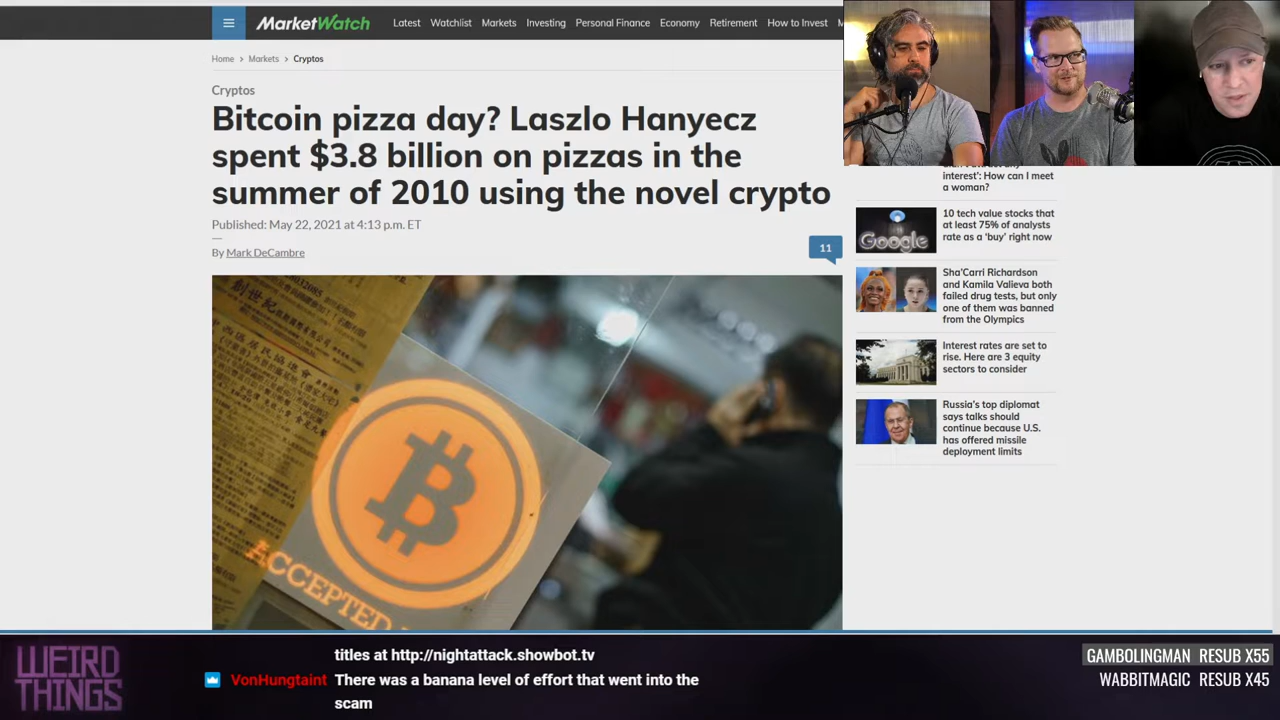 MarketWatch
Latest Watchlist Markets Investing Personal Finance Economy Retirement How to Invest
Home > Markets > Cryptos
Cryptos
Bitcoin pizza day? Laszlo Hanyecz
spent $3.8 billion on pizzas in the
summer of 2010 using the novel crypto
Published: May 22, 2021 at 4:13 p.m. ET
By Mark DeCambre
11
ACCEPTED
interest': How can I meet
a woman?
10 tech value stocks that
at least 75% of analysts
rate as a 'buy' right now
Google
Sha'Carri Richardson
and Kamila Valieva both
failed drug tests, but only
one of them was banned
from the Olympics
Interest rates are set to
rise. Here are 3 equity
sectors to consider
Russia's top diplomat
says talks should
continue because U.S.
has offered missile
deployment limits
WEIRD
THINGS
titles at http://nightattack.showbot.tv
VonHungtaint There was a banana level of effort that went into the
scam
GAMBOLINGMAN RESUB X55
WABBITMAGIC RESUB X45